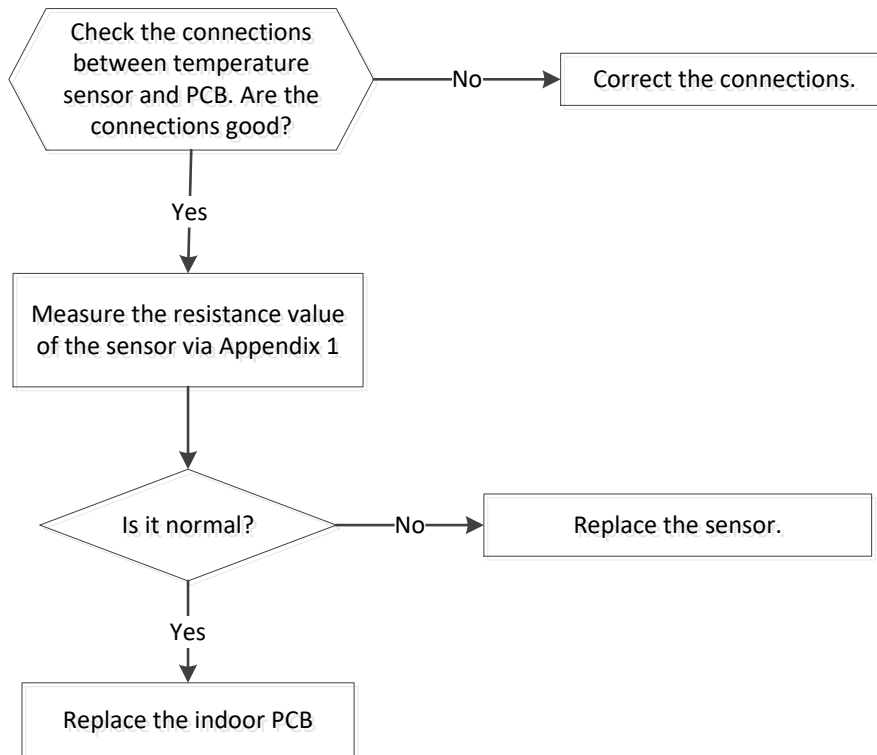 Check the connections
between temperature
sensor and PCB. Are the
connections good?
No
Correct the connections.
Yes
Measure the resistance value
of the sensor via Appendix 1
Is it normal?
No
Replace the sensor.
Yes
Replace the indoor PCB